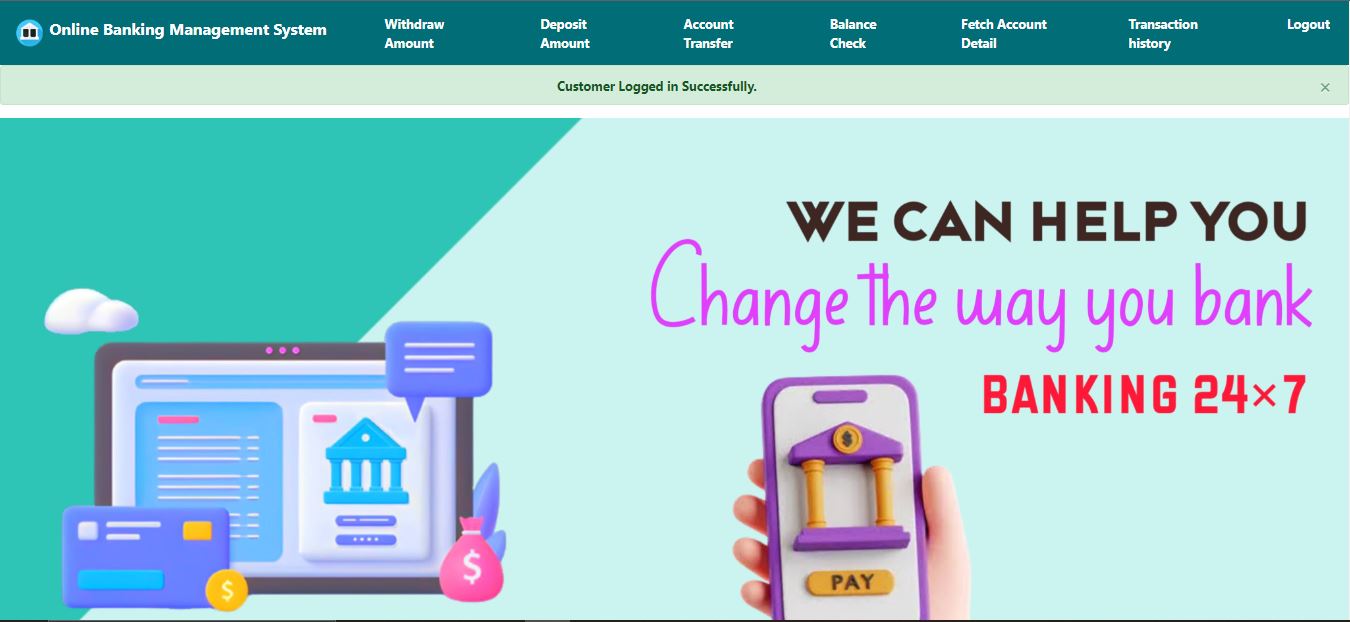 Online Banking Management System
Withdraw Amount
Deposit Amount
Account Transfer
Balance Check
Fetch Account Detail
Transaction history
Logout
Customer Logged in Successfully.
×
WE CAN HELP YOU
Change the way you bank
BANKING 24×7
$
PAY
$
$